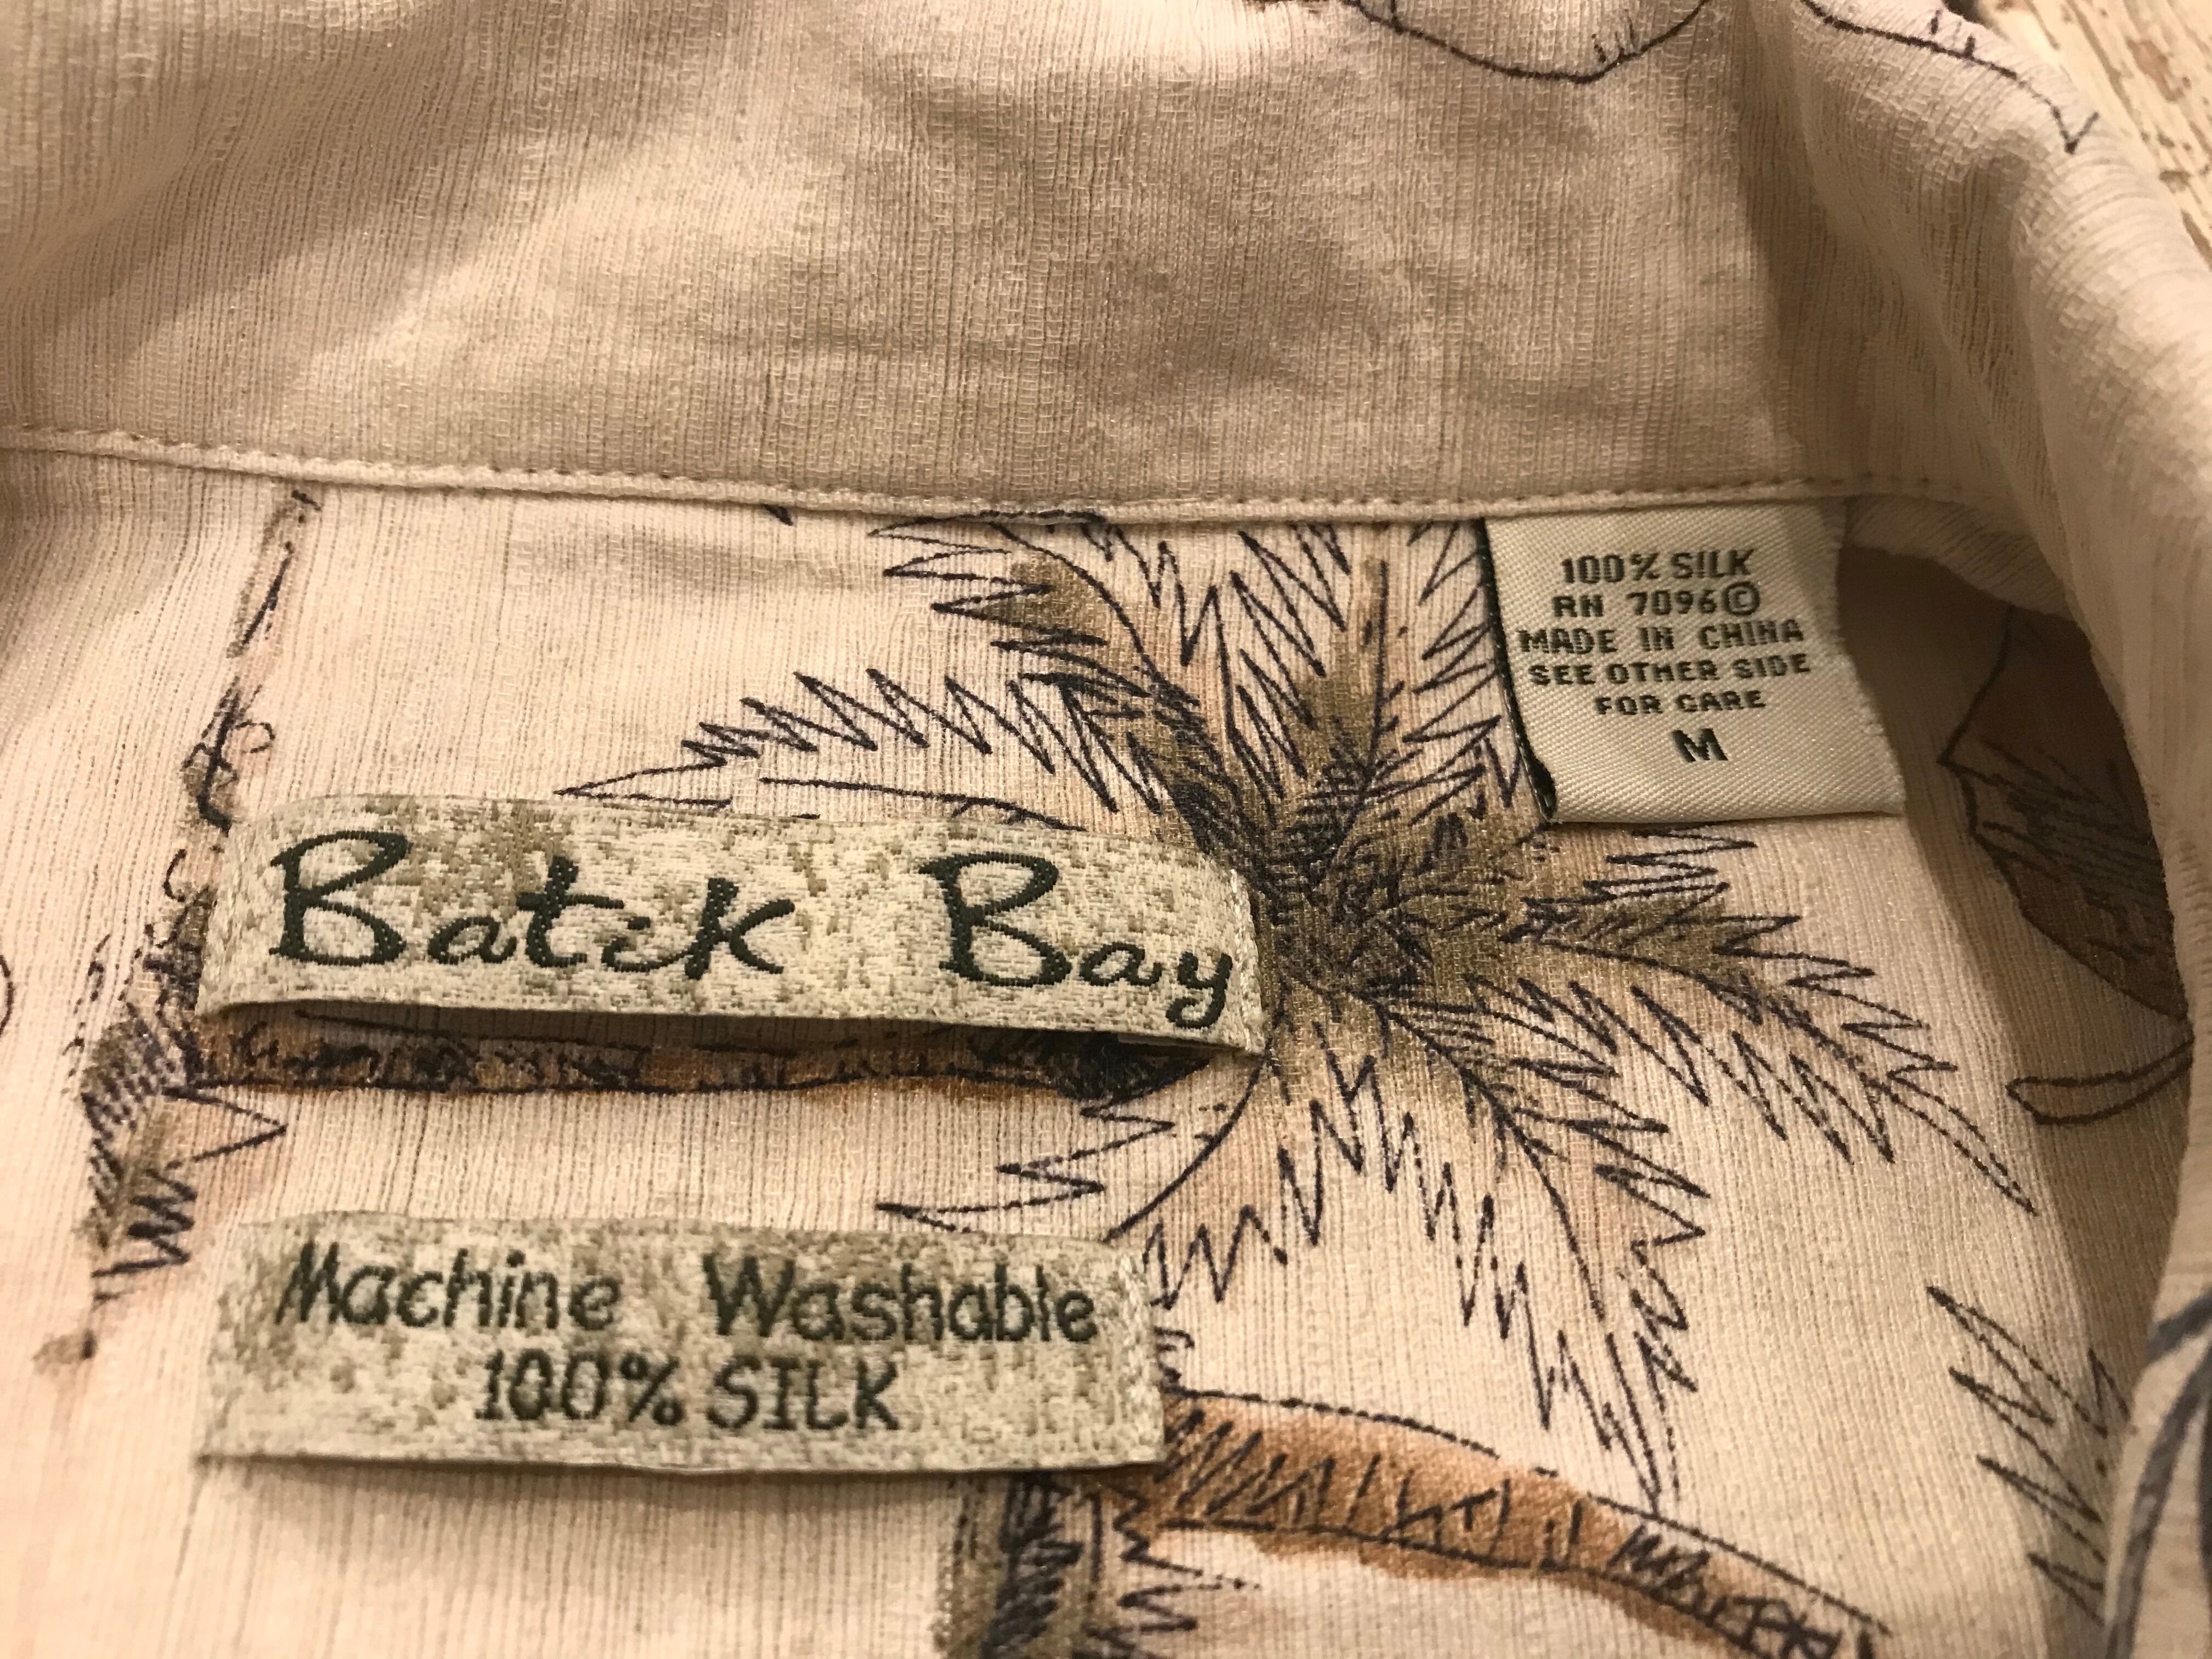 100% SILK
RN 7096©
MADE IN CHINA
SEE OTHER SIDE
FOR CARE
M
Batik Bay
Machine Washable
100% SILK